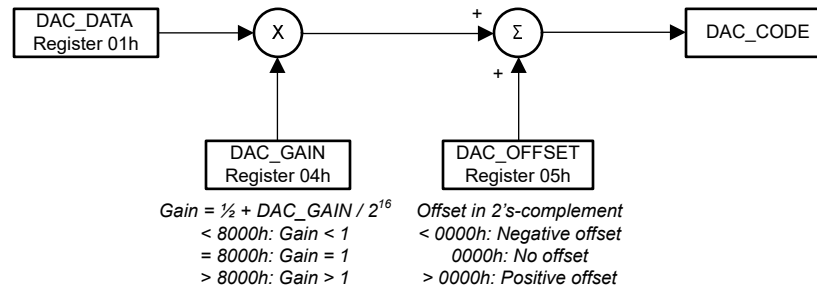 DAC_DATA
Register 01h
X
+
Σ
+
DAC_CODE
DAC_GAIN
Register 04h
DAC_OFFSET
Register 05h
Gain = ½ + DAC_GAIN / 2¹⁶
< 8000h: Gain < 1
= 8000h: Gain = 1
> 8000h: Gain > 1
Offset in 2's-complement
< 0000h: Negative offset
0000h: No offset
> 0000h: Positive offset